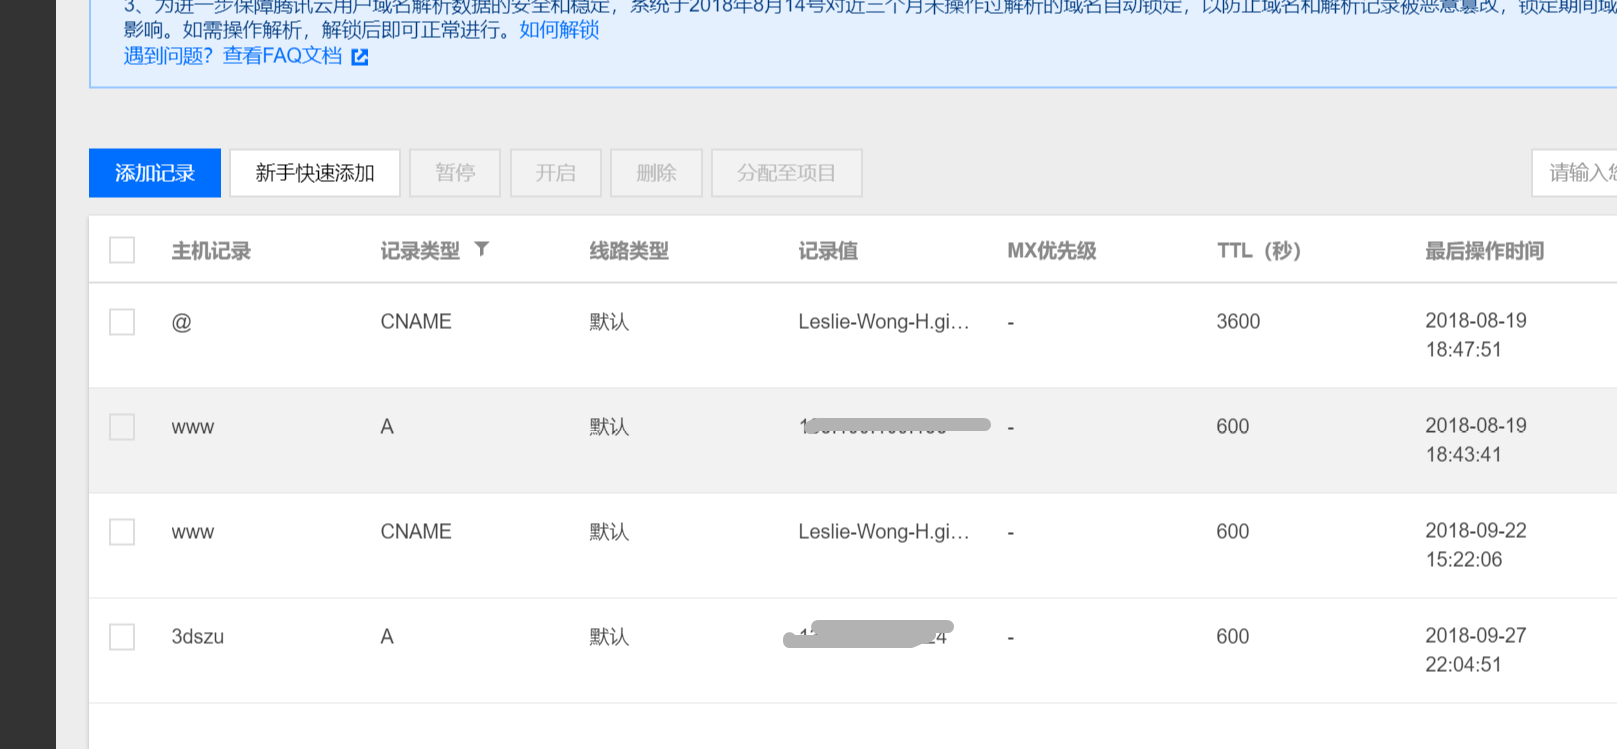 3、为进一步保障腾讯云用户域名解析数据的安全和稳定，系统于2018年8月14号对近三个月未操作过解析的域名自动锁定，以防止域名和解析记录被恶意篡改，锁定期间域
影响。如需操作解析，解锁后即可正常进行。如何解锁
遇到问题？查看FAQ文档
添加记录 新手快速添加 暂停 开启 删除 分配至项目 请输入您
主机记录 记录类型 线路类型 记录值 MX优先级 TTL（秒） 最后操作时间
@ CNAME 默认 Leslie-Wong-H.gi... - 3600 2018-08-19
18:47:51
www A 默认 - 600 2018-08-19
18:43:41
www CNAME 默认 Leslie-Wong-H.gi... - 600 2018-09-22
15:22:06
3dszu A 默认 - 600 2018-09-27
22:04:51